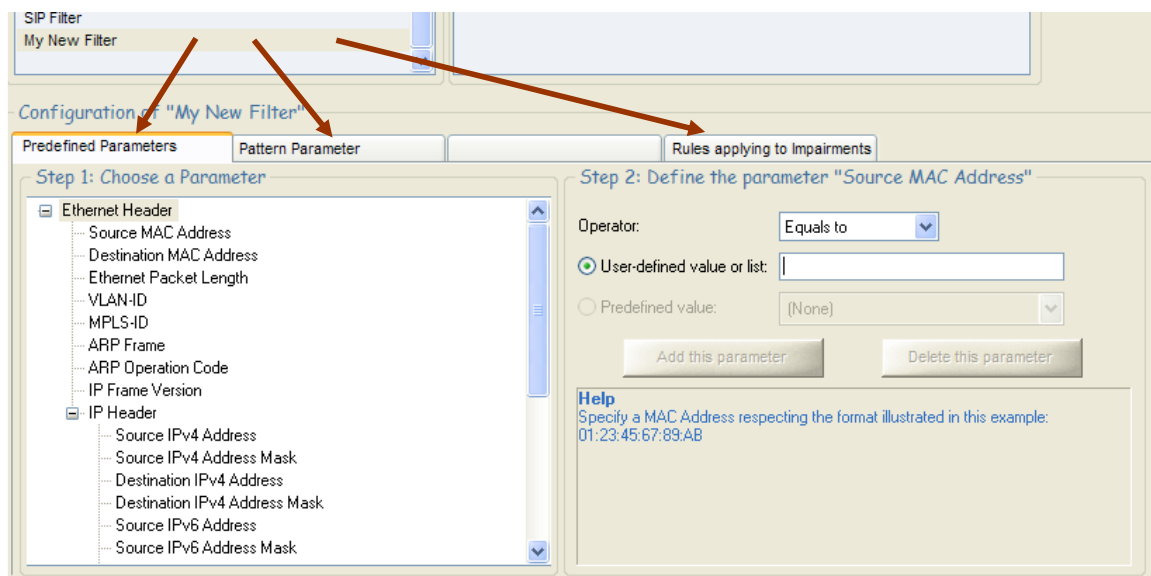 SIP Filter
My New Filter
Configuration of "My New Filter"
Predefined Parameters
Pattern Parameter
Rules applying to Impairments
Step 1: Choose a Parameter
Ethernet Header
Source MAC Address
Destination MAC Address
Ethernet Packet Length
VLAN-ID
MPLS-ID
ARP Frame
ARP Operation Code
IP Frame Version
IP Header
Source IPv4 Address
Source IPv4 Address Mask
Destination IPv4 Address
Destination IPv4 Address Mask
Source IPv6 Address
Source IPv6 Address Mask
Step 2: Define the parameter "Source MAC Address"
Operator:
Equals to
User-defined value or list:
Predefined value:
(None)
Add this parameter
Delete this parameter
Help
Specify a MAC Address respecting the format illustrated in this example:
01:23:45:67:89:AB